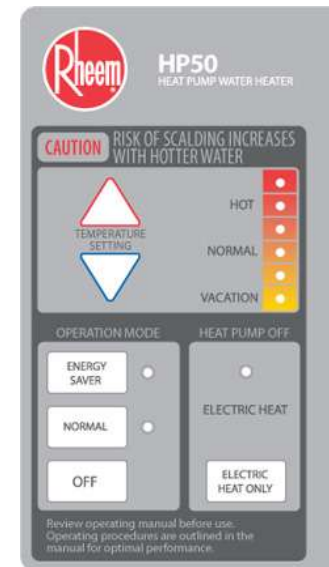 Rheem
HP50
HEAT PUMP WATER HEATER
CAUTION
RISK OF SCALDING INCREASES
WITH HOTTER WATER
TEMPERATURE
SETTING
HOT
NORMAL
VACATION
OPERATION MODE
ENERGY
SAVER
NORMAL
OFF
HEAT PUMP OFF
ELECTRIC HEAT
ELECTRIC
HEAT ONLY
Review operating manual before use.
Operating procedures are outlined in the
manual for optimal performance.